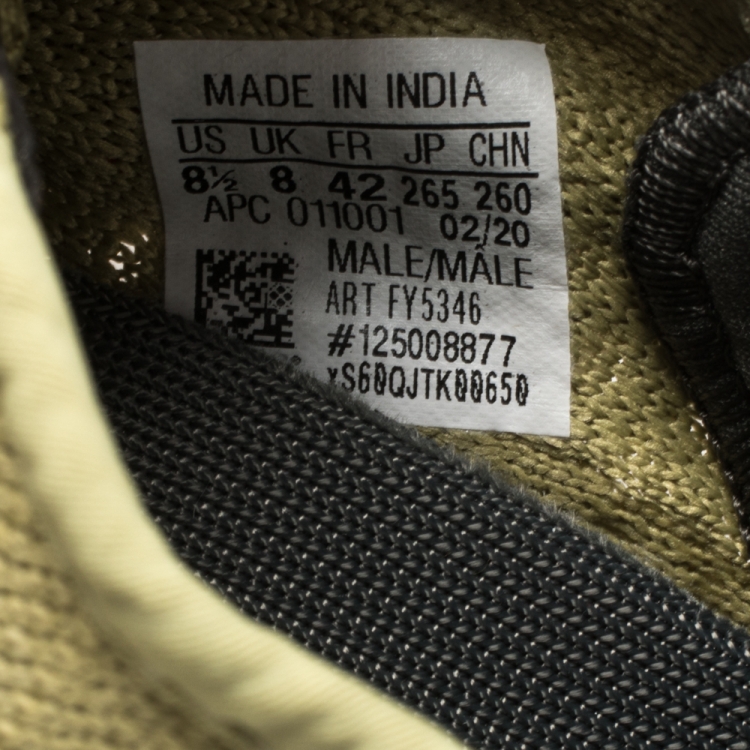 MADE IN INDIA
US UK FR JP CHN
8½ 8 42 265 260
APC 011001 02/20
MALE/MÂLE
ART FY5346
#125008877
xS60QJTK00650